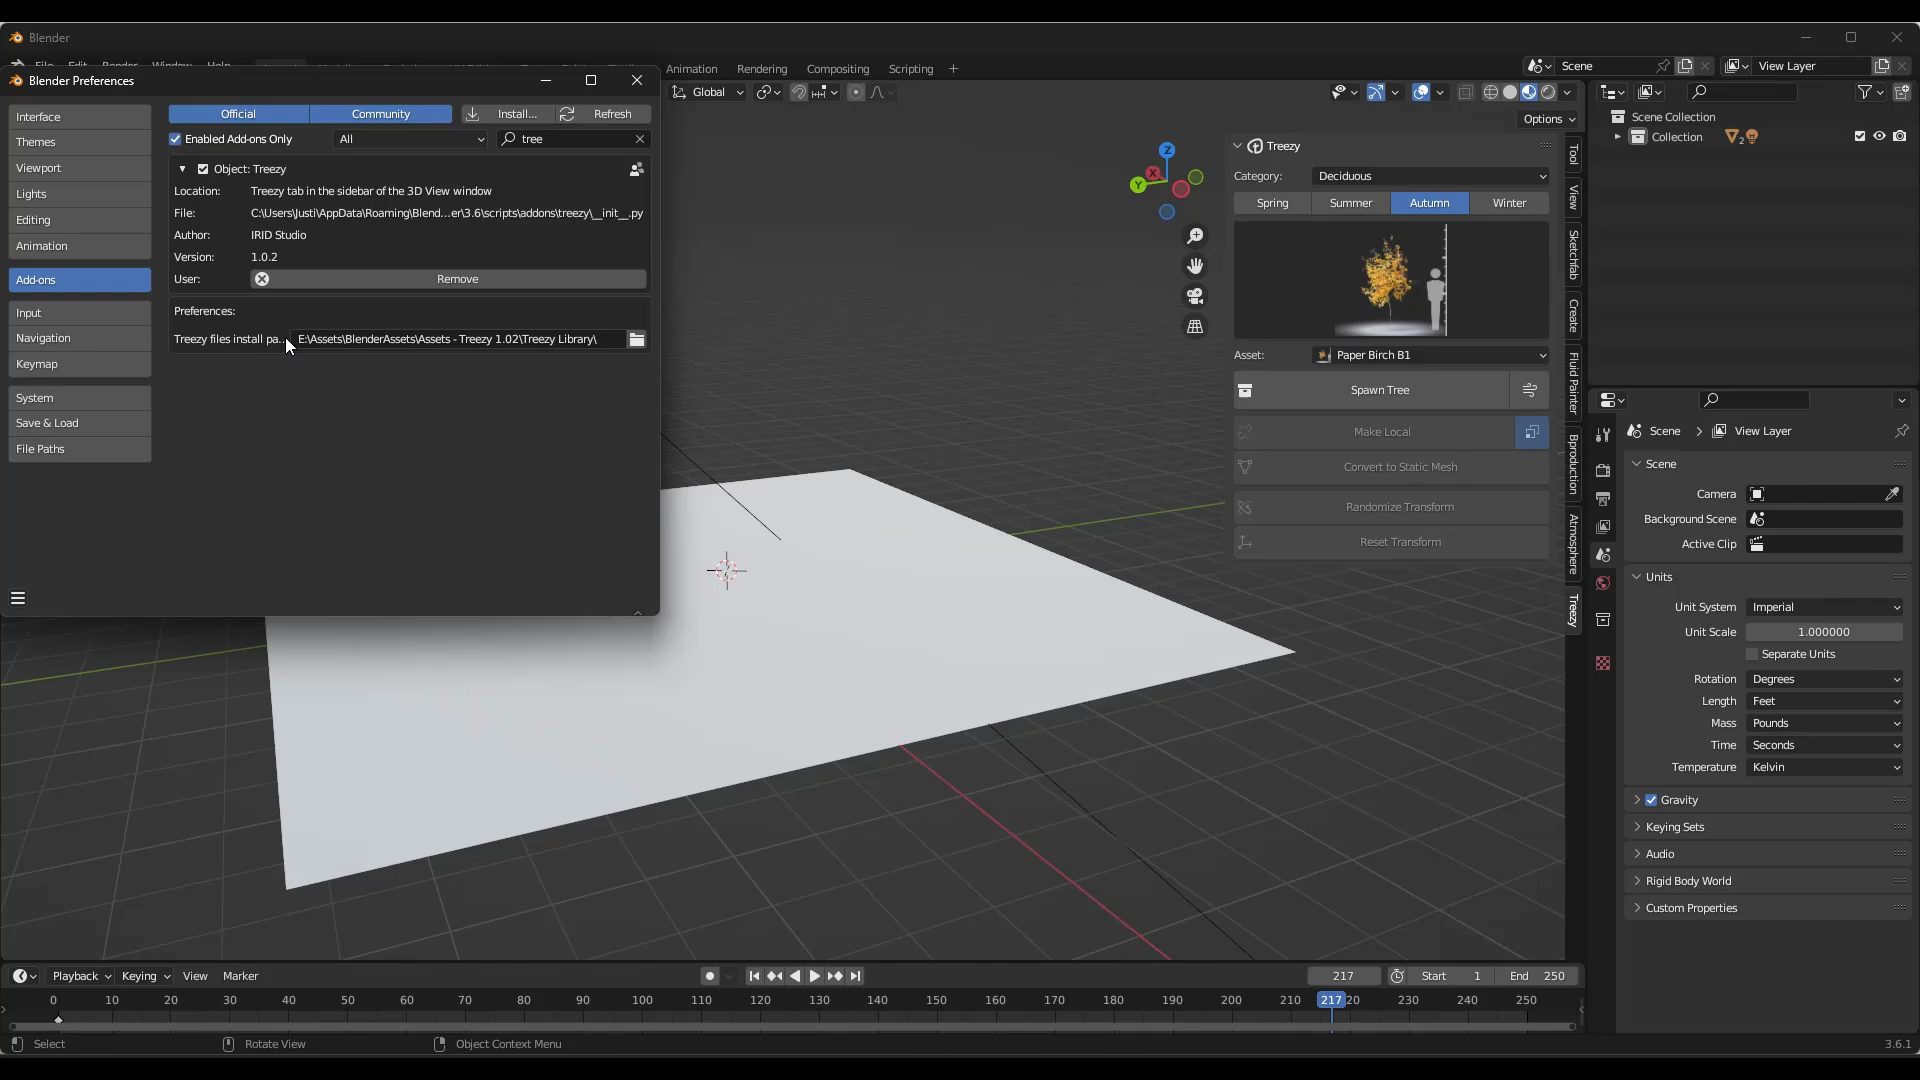 Blender
File Edit Render Window Help
Animation Rendering Compositing Scripting +
Scene
View Layer
Blender Preferences
Interface
Themes
Viewport
Lights
Editing
Animation
Add-ons
Input
Navigation
Keymap
System
Save & Load
File Paths
Official Community Install... Refresh
Enabled Add-ons Only All tree
Object: Treezy
Location: Treezy tab in the sidebar of the 3D View window
File: C:\Users\Justi\AppData\Roaming\Blend...er\3.6\scripts\addons\treezy\__init__.py
Author: IRID Studio
Version: 1.0.2
User: Remove
Preferences:
Treezy files install pa... E:\Assets\BlenderAssets\Assets - Treezy 1.02\Treezy Library\
Global
Options
Z
X
Y
Treezy
Category: Deciduous
Spring Summer Autumn Winter
Asset: Paper Birch B1
Spawn Tree
Make Local
Convert to Static Mesh
Randomize Transform
Reset Transform
Tool
View
Sketchfab
Create
Fluid Painter
Bproduction
Atmosphere
Treezy
Scene Collection
Collection 2
Scene > View Layer
Scene
Camera
Background Scene
Active Clip
Units
Unit System Imperial
Unit Scale 1.000000
Separate Units
Rotation Degrees
Length Feet
Mass Pounds
Time Seconds
Temperature Kelvin
Gravity
Keying Sets
Audio
Rigid Body World
Custom Properties
Playback Keying View Marker
217 Start 1 End 250
0 10 20 30 40 50 60 70 80 90 100 110 120 130 140 150 160 170 180 190 200 210 217 20 230 240 250
Select Rotate View Object Context Menu 3.6.1